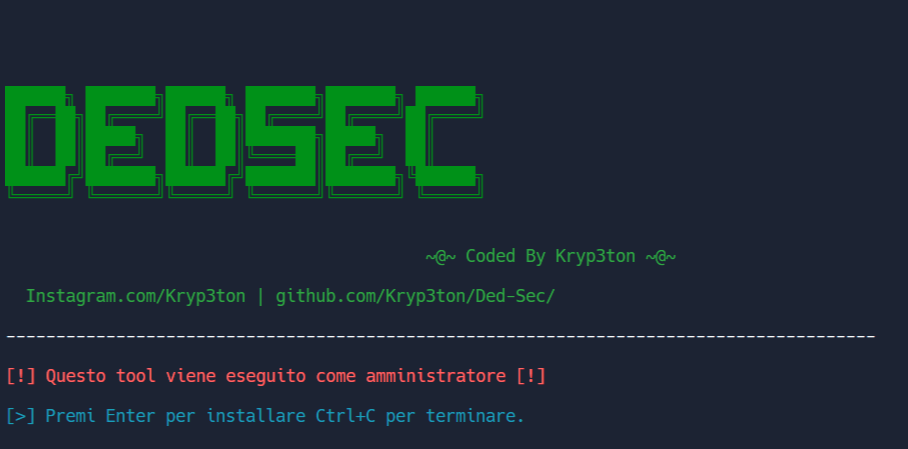 DEDSEC
~@~ Coded By Kryp3ton ~@~
Instagram.com/Kryp3ton | github.com/Kryp3ton/Ded-Sec/
---------------------------------------------------------------------------------------
[!] Questo tool viene eseguito come amministratore [!]
[>] Premi Enter per installare Ctrl+C per terminare.